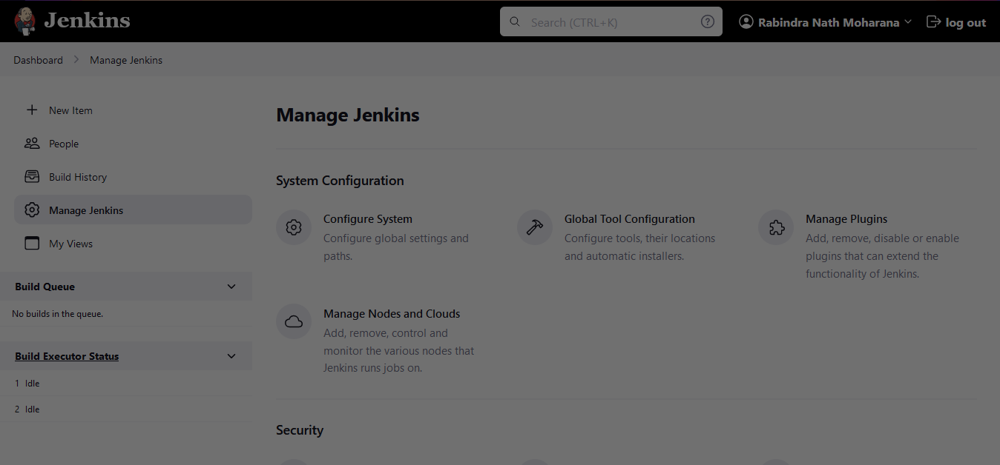 Jenkins
Search (CTRL+K)
Rabindra Nath Moharana
log out
Dashboard
Manage Jenkins
New Item
People
Build History
Manage Jenkins
My Views
Build Queue
No builds in the queue.
Build Executor Status
1 Idle
2 Idle
Manage Jenkins
System Configuration
Configure System
Configure global settings and
paths.
Global Tool Configuration
Configure tools, their locations
and automatic installers.
Manage Plugins
Add, remove, disable or enable
plugins that can extend the
functionality of Jenkins.
Manage Nodes and Clouds
Add, remove, control and
monitor the various nodes that
Jenkins runs jobs on.
Security